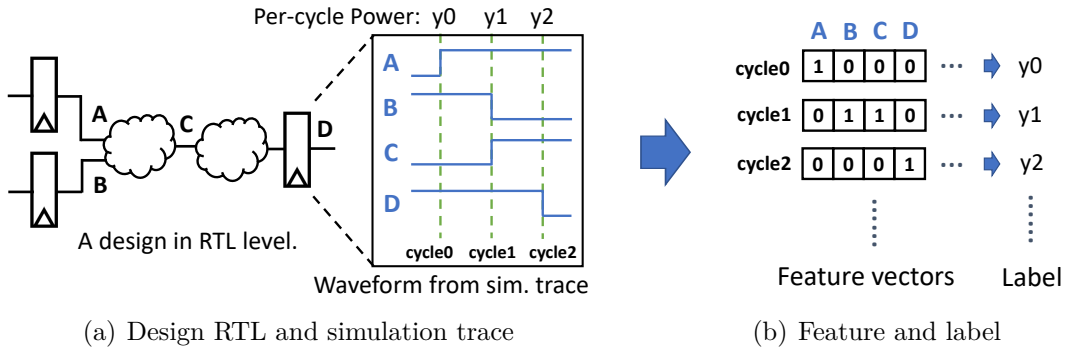 Per-cycle Power: y0 y1 y2
A
B
C
D
A
B
C
D
cycle0 cycle1 cycle2
A design in RTL level.
Waveform from sim. trace
(a) Design RTL and simulation trace
A B C D
cycle0 1 0 0 0 ... y0
cycle1 0 1 1 0 ... y1
cycle2 0 0 0 1 ... y2
Feature vectors Label
(b) Feature and label